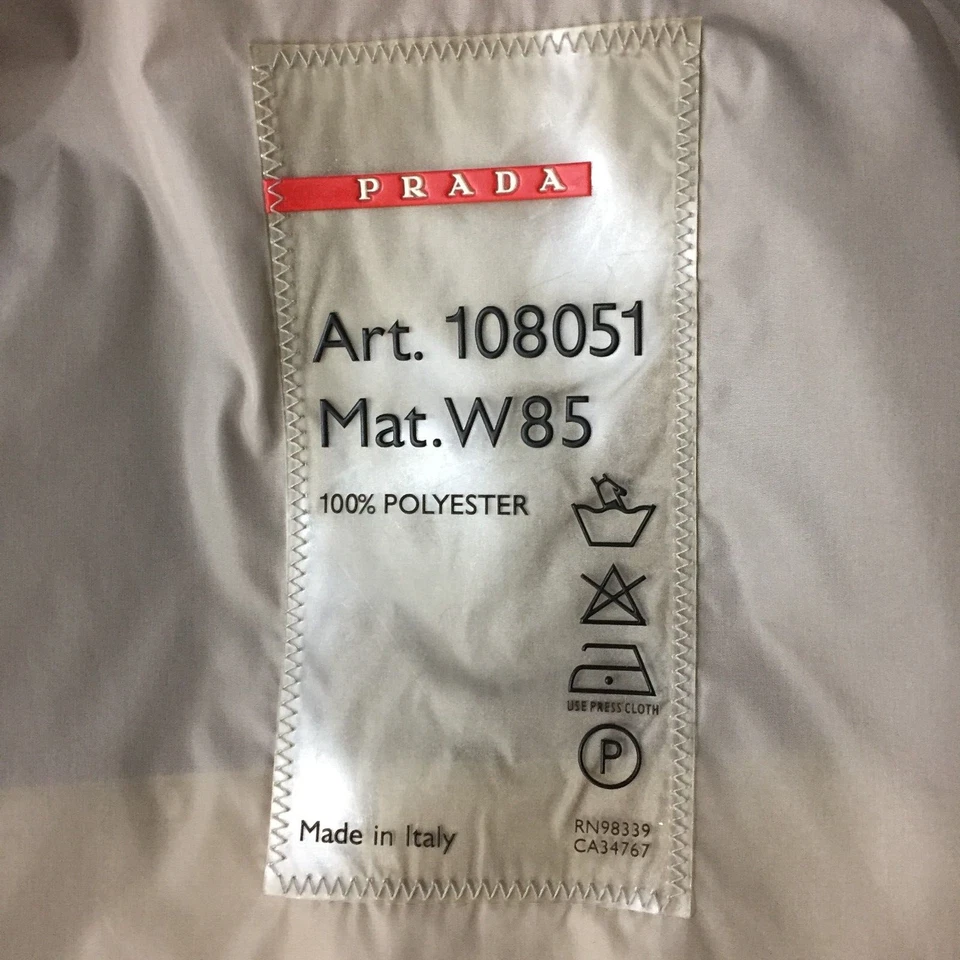 PRADA
Art. 108051
Mat. W85
100% POLYESTER
USE PRESS CLOTH
P
Made in Italy
RN98339
CA34767